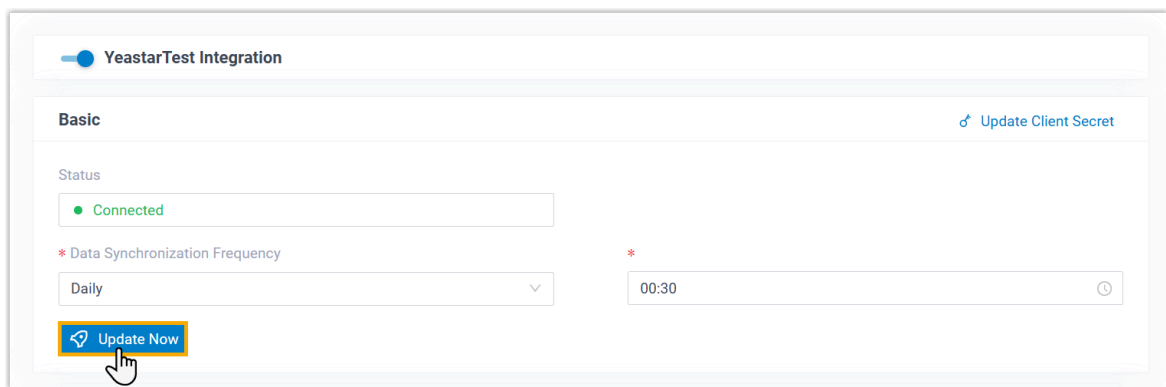 YeastarTest Integration
Basic
Update Client Secret
Status
Connected
* Data Synchronization Frequency
*
Daily
00:30
Update Now